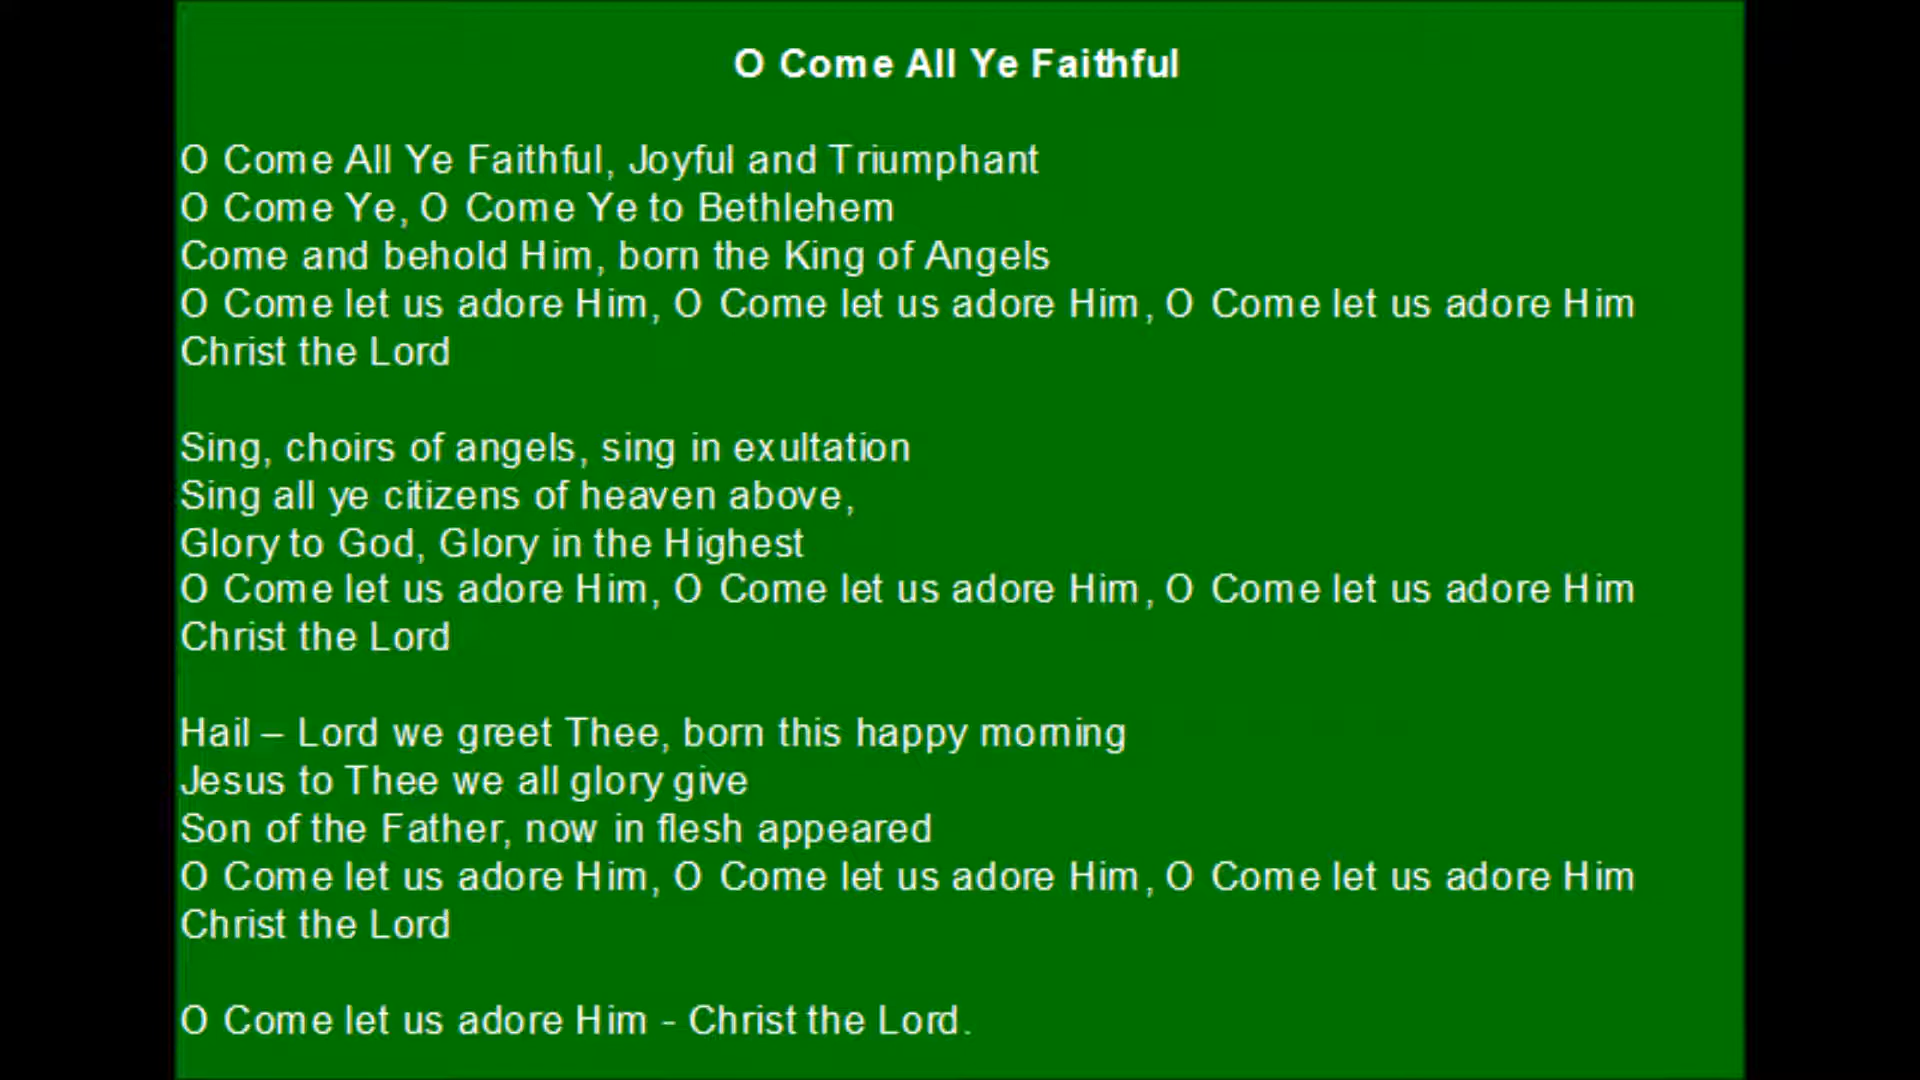 O Come All Ye Faithful
O Come All Ye Faithful, Joyful and Triumphant
O Come Ye, O Come Ye to Bethlehem
Come and behold Him, born the King of Angels
O Come let us adore Him, O Come let us adore Him, O Come let us adore Him
Christ the Lord
Sing, choirs of angels, sing in exultation
Sing all ye citizens of heaven above,
Glory to God, Glory in the Highest
O Come let us adore Him, O Come let us adore Him, O Come let us adore Him
Christ the Lord
Hail – Lord we greet Thee, born this happy morning
Jesus to Thee we all glory give
Son of the Father, now in flesh appeared
O Come let us adore Him, O Come let us adore Him, O Come let us adore Him
Christ the Lord
O Come let us adore Him - Christ the Lord.